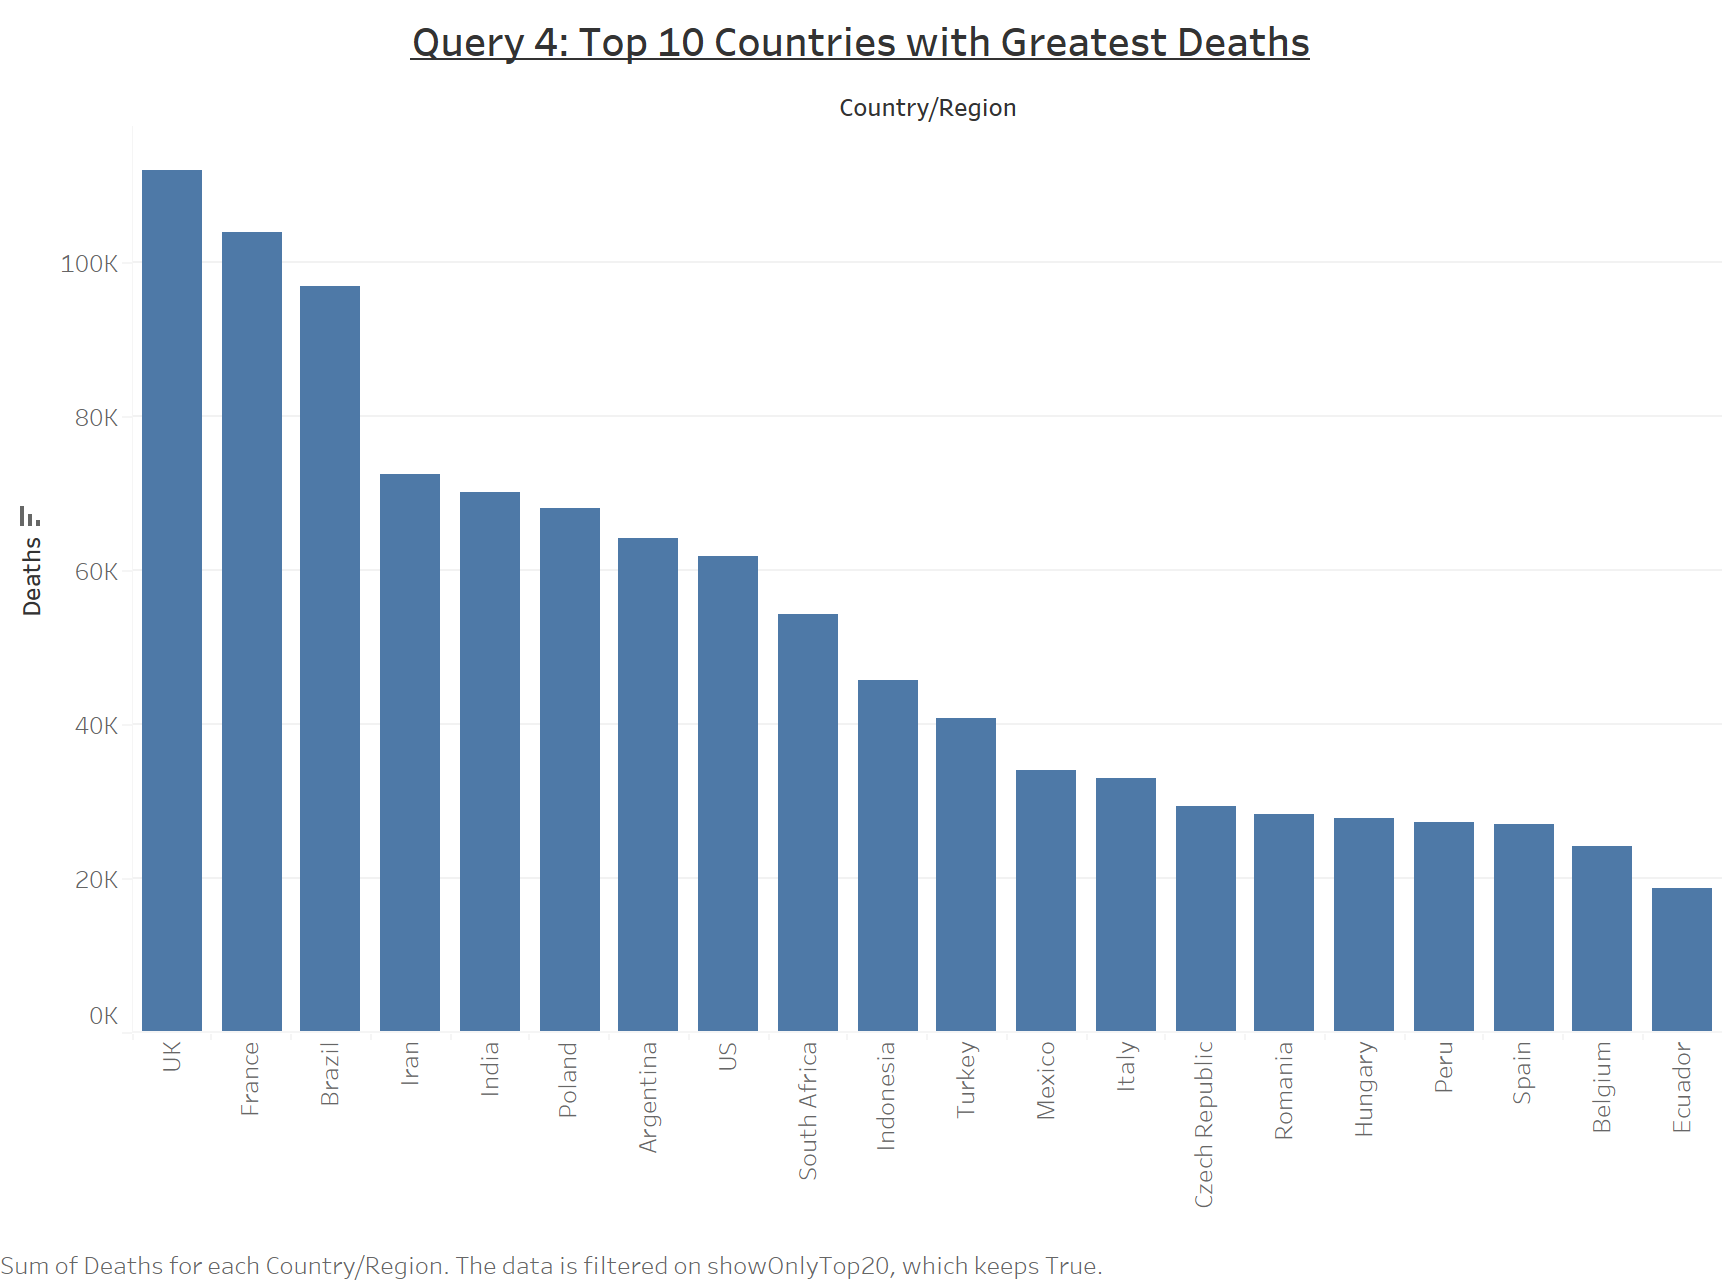 Query 4: Top 10 Countries with Greatest Deaths
Country/Region
Deaths
100K
80K
60K
40K
20K
0K
UK
France
Brazil
Iran
India
Poland
Argentina
US
South Africa
Indonesia
Turkey
Mexico
Italy
Czech Republic
Romania
Hungary
Peru
Spain
Belgium
Ecuador
Sum of Deaths for each Country/Region. The data is filtered on showOnlyTop20, which keeps True.